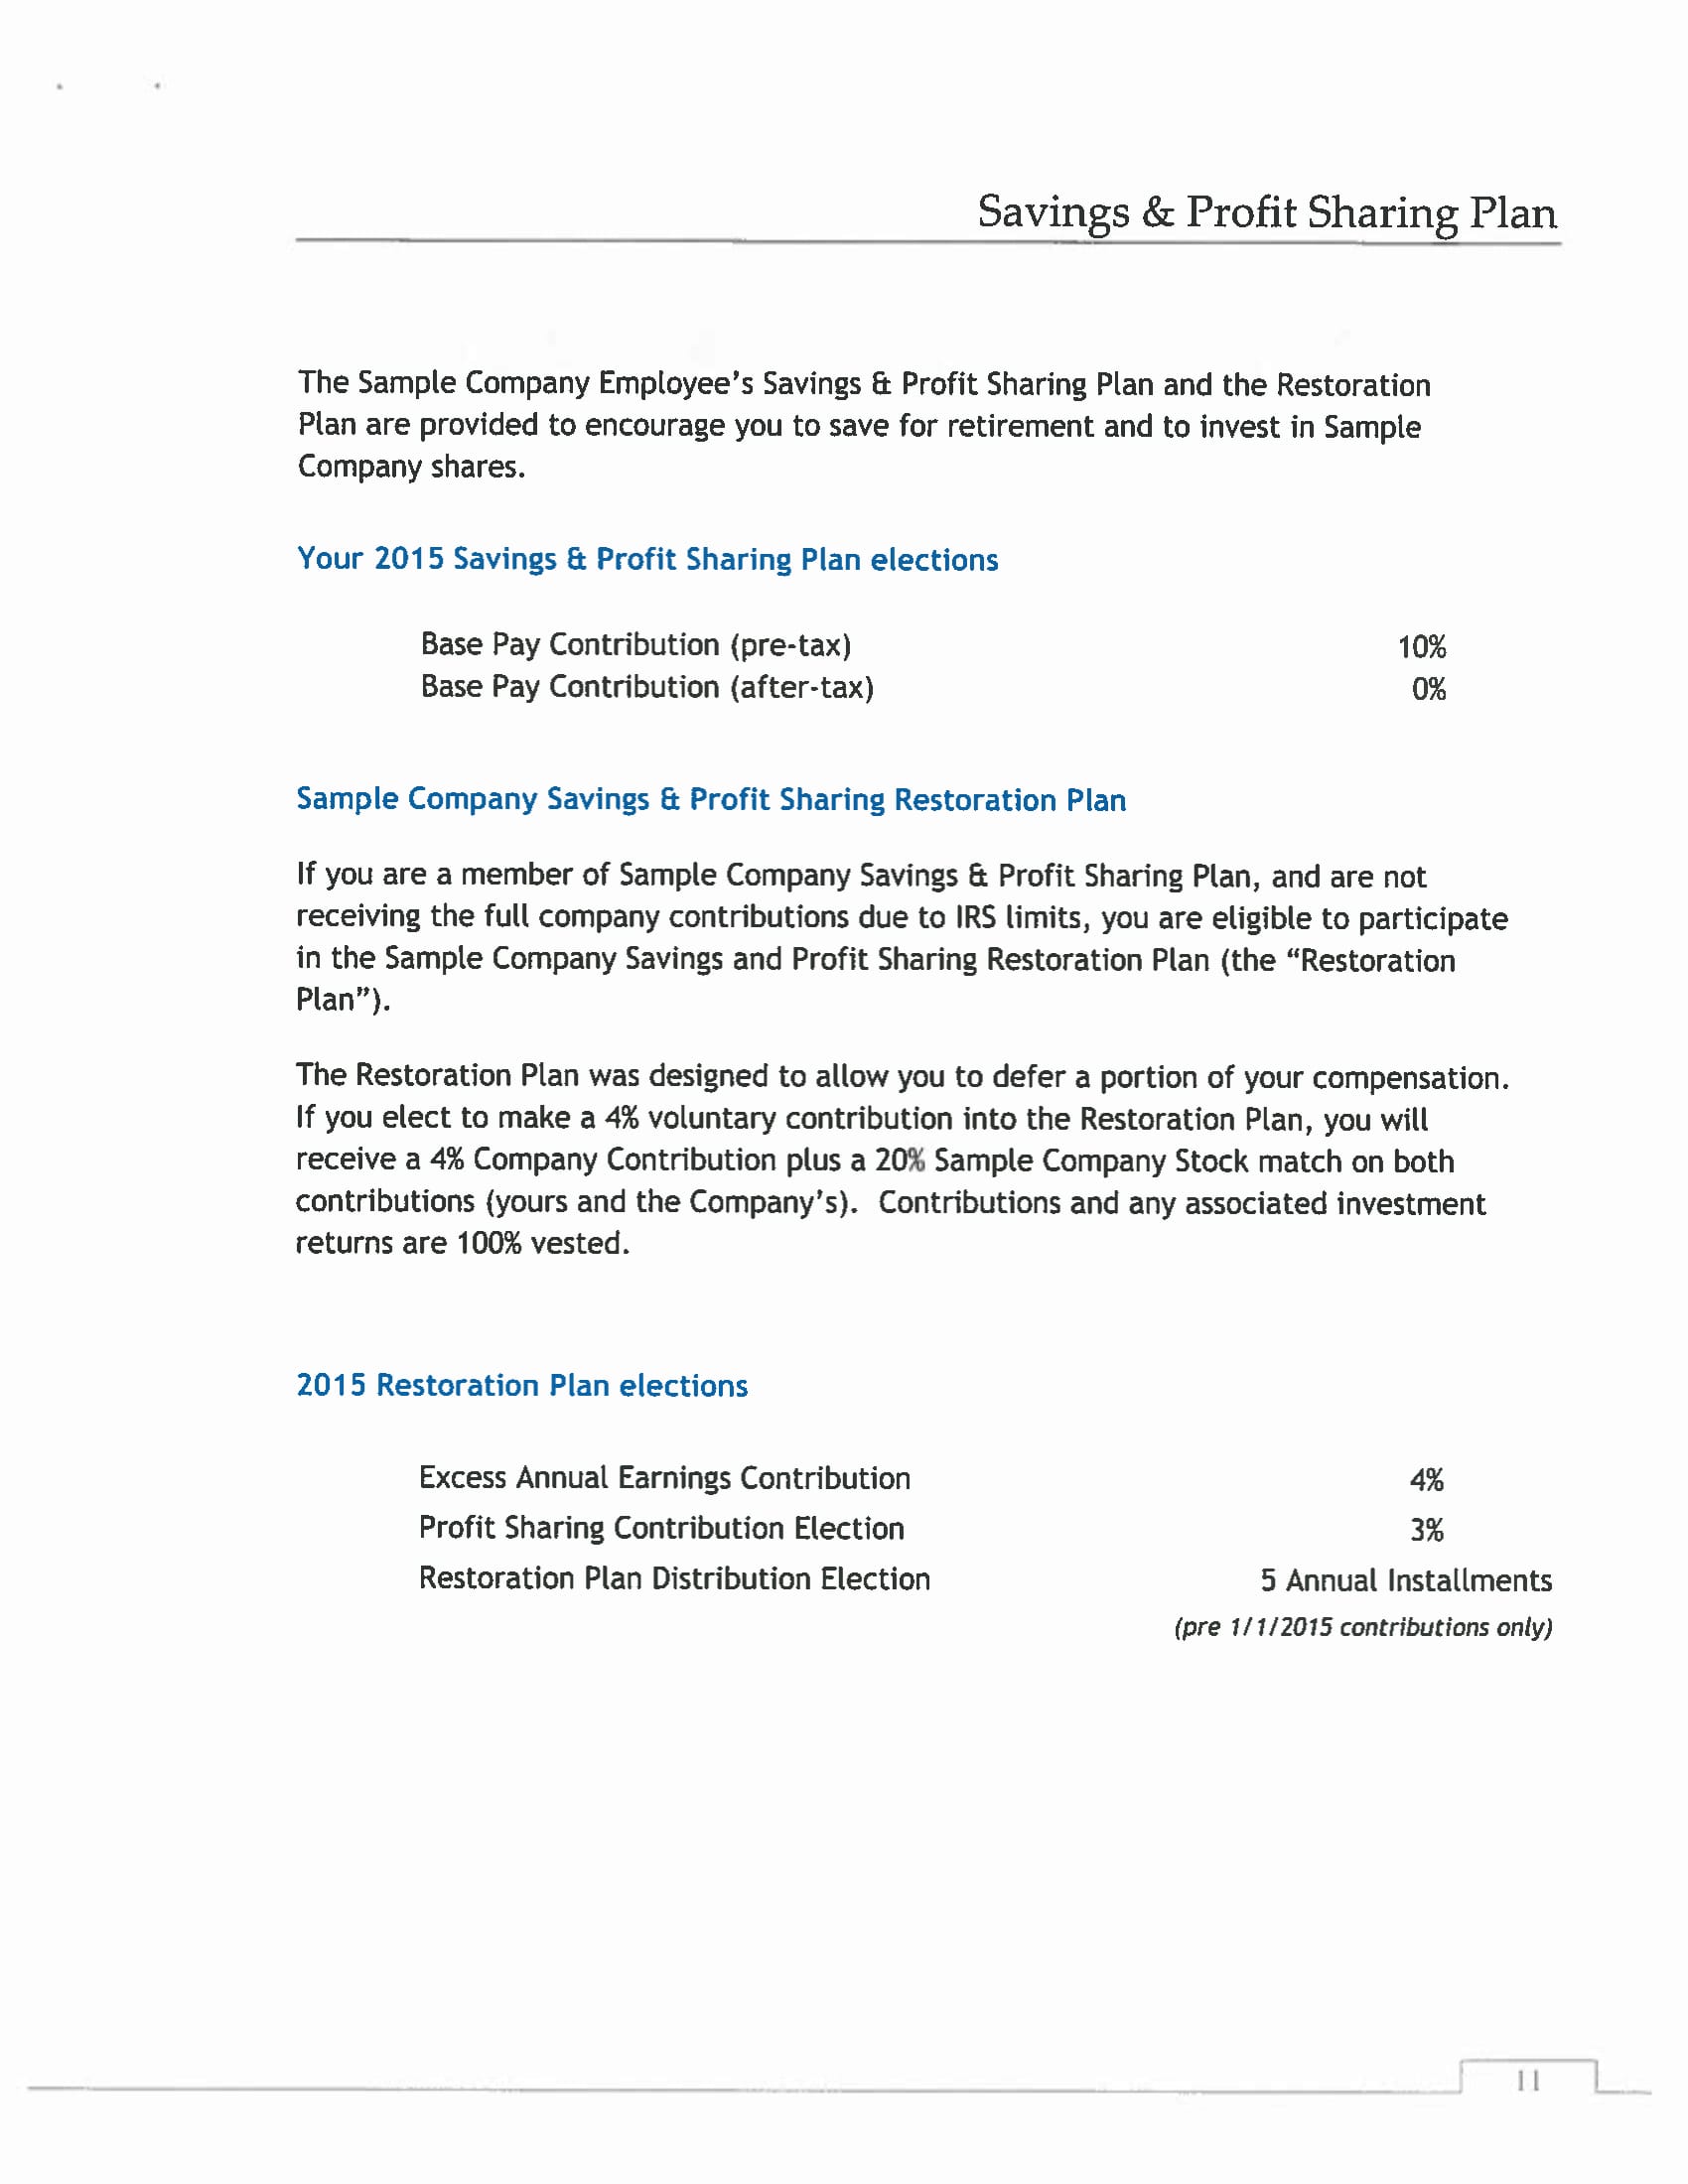 Savings & Profit Sharing Plan
The Sample Company Employee's Savings & Profit Sharing Plan and the Restoration
Plan are provided to encourage you to save for retirement and to invest in Sample
Company shares.
Your 2015 Savings & Profit Sharing Plan elections
Base Pay Contribution (pre-tax) 10%
Base Pay Contribution (after-tax) 0%
Sample Company Savings & Profit Sharing Restoration Plan
If you are a member of Sample Company Savings & Profit Sharing Plan, and are not
receiving the full company contributions due to IRS limits, you are eligible to participate
in the Sample Company Savings and Profit Sharing Restoration Plan (the “Restoration
Plan”).
The Restoration Plan was designed to allow you to defer a portion of your compensation.
If you elect to make a 4% voluntary contribution into the Restoration Plan, you will
receive a 4% Company Contribution plus a 20% Sample Company Stock match on both
contributions (yours and the Company's).  Contributions and any associated investment
returns are 100% vested.
2015 Restoration Plan elections
Excess Annual Earnings Contribution 4%
Profit Sharing Contribution Election 3%
Restoration Plan Distribution Election 5 Annual Installments
(pre 1/1/2015 contributions only)
11